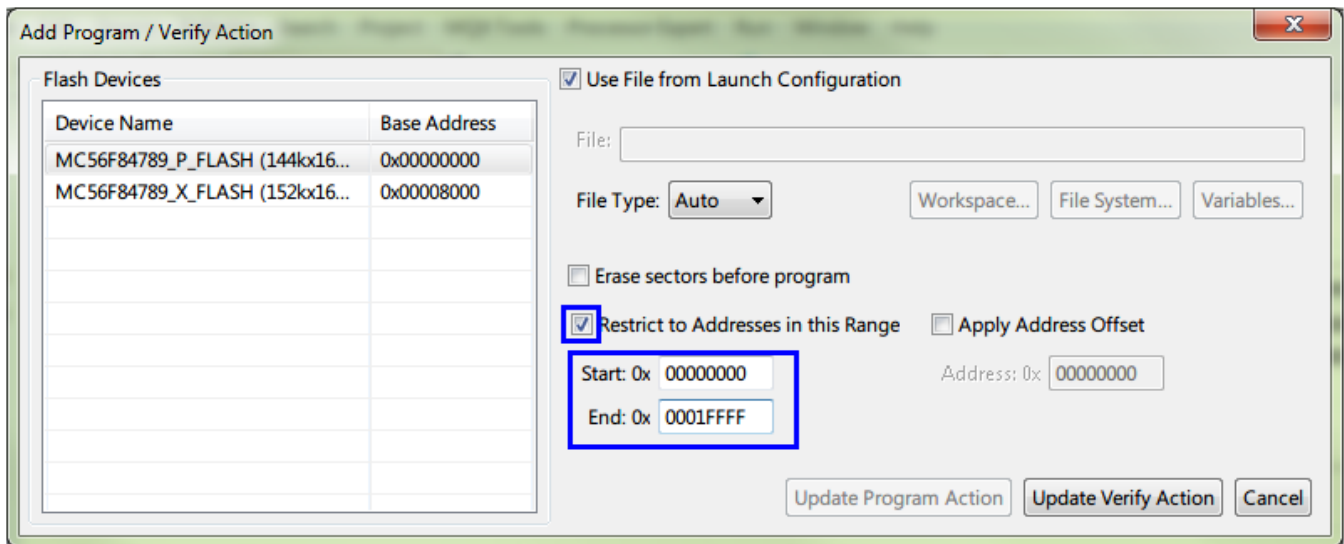 Add Program / Verify Action
Flash Devices
Device Name Base Address
MC56F84789_P_FLASH (144kx16... 0x00000000
MC56F84789_X_FLASH (152kx16... 0x00008000
Use File from Launch Configuration
File:
File Type: Auto Workspace... File System... Variables...
Erase sectors before program
Restrict to Addresses in this Range Apply Address Offset
Start: 0x 00000000 Address: 0x 00000000
End: 0x 0001FFFF
Update Program Action Update Verify Action Cancel